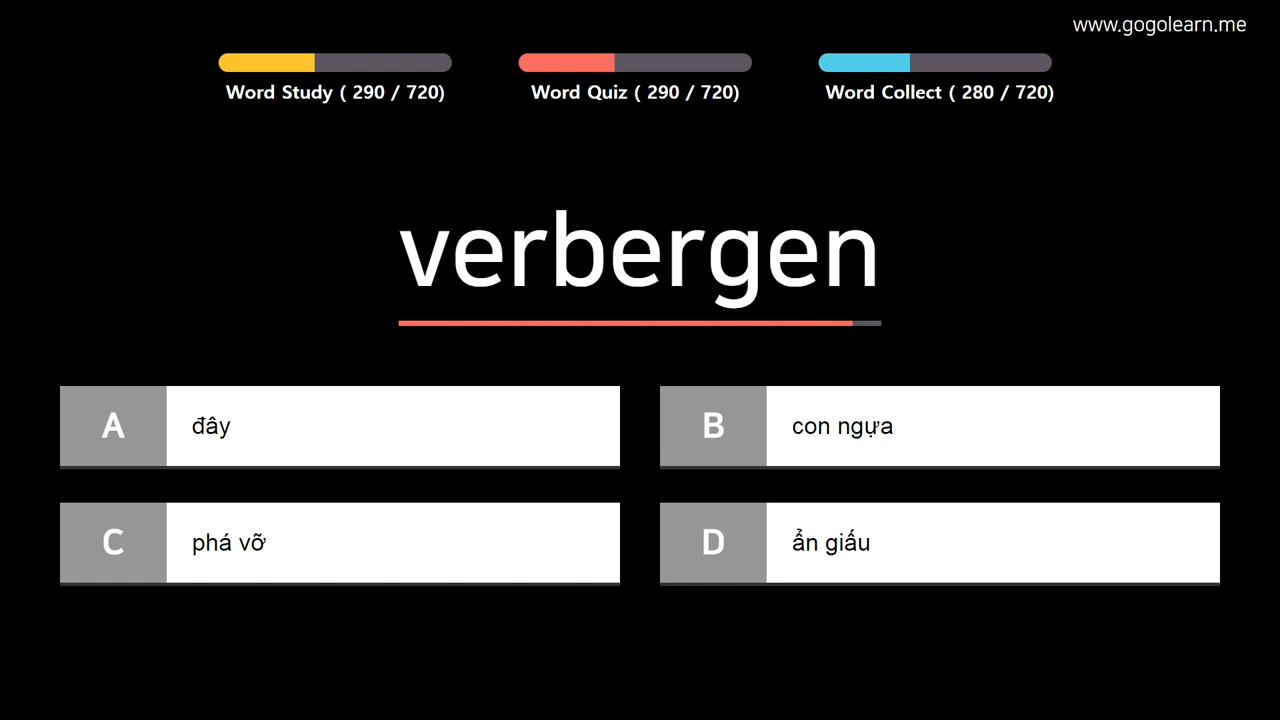 www.gogolearn.me
Word Study ( 290 / 720)
Word Quiz ( 290 / 720)
Word Collect ( 280 / 720)
verbergen
A đây
B con ngựa
C phá vỡ
D ẩn giấu